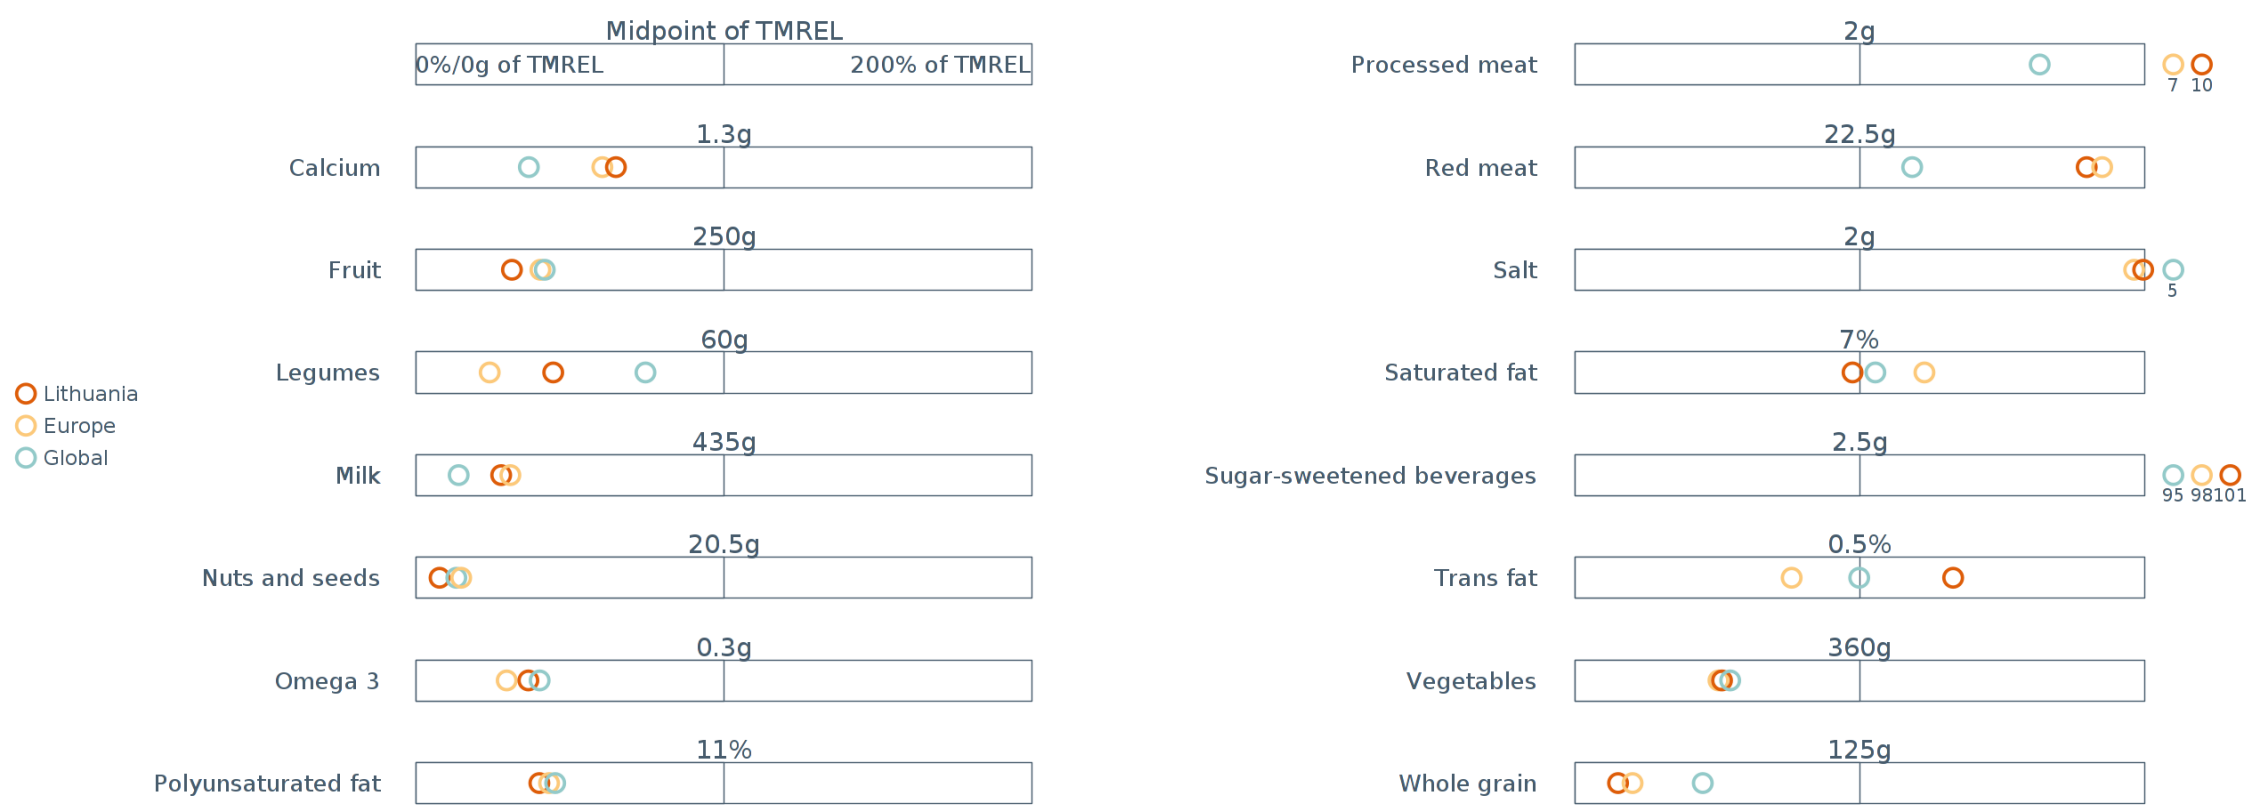 Midpoint of TMREL
0%/0g of TMREL 200% of TMREL
Calcium 1.3g
Fruit 250g
Legumes 60g
Milk 435g
Nuts and seeds 20.5g
Omega 3 0.3g
Polyunsaturated fat 11%
Lithuania
Europe
Global
Processed meat 2g
7 10
Red meat 22.5g
Salt 2g
5
Saturated fat 7%
Sugar-sweetened beverages 2.5g
95 98 101
Trans fat 0.5%
Vegetables 360g
Whole grain 125g